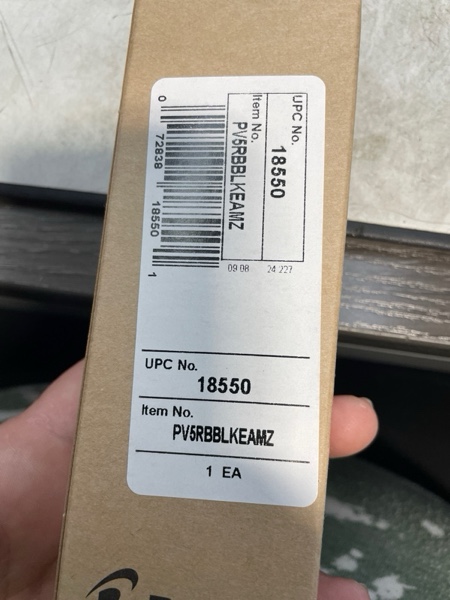 UPC No.
18550
Item No.
PV5RBBLKEAMZ
0 72838 18550 1
09 08 24 227
UPC No.
18550
Item No.
PV5RBBLKEAMZ
1 EA